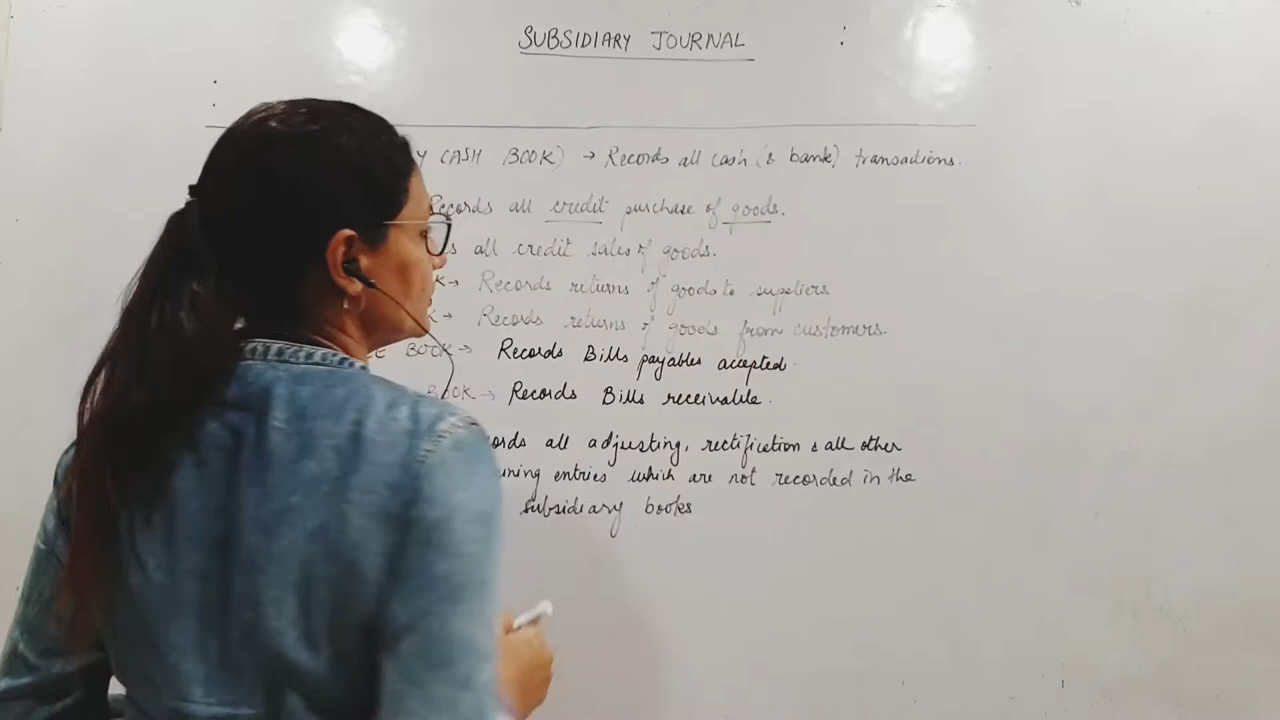 SUBSIDIARY JOURNAL
Y CASH BOOK) → Records all cash (& bank) transactions.
Records all credit purchase of goods.
s all credit sales of goods.
K→ Records returns of goods to suppliers
K→ Records returns of goods from customers.
CE BOOK→ Records Bills payables accepted.
BOOK → Records Bills receivable.
ords all adjusting, rectification & all other
ning entries which are not recorded in the
subsidiary books